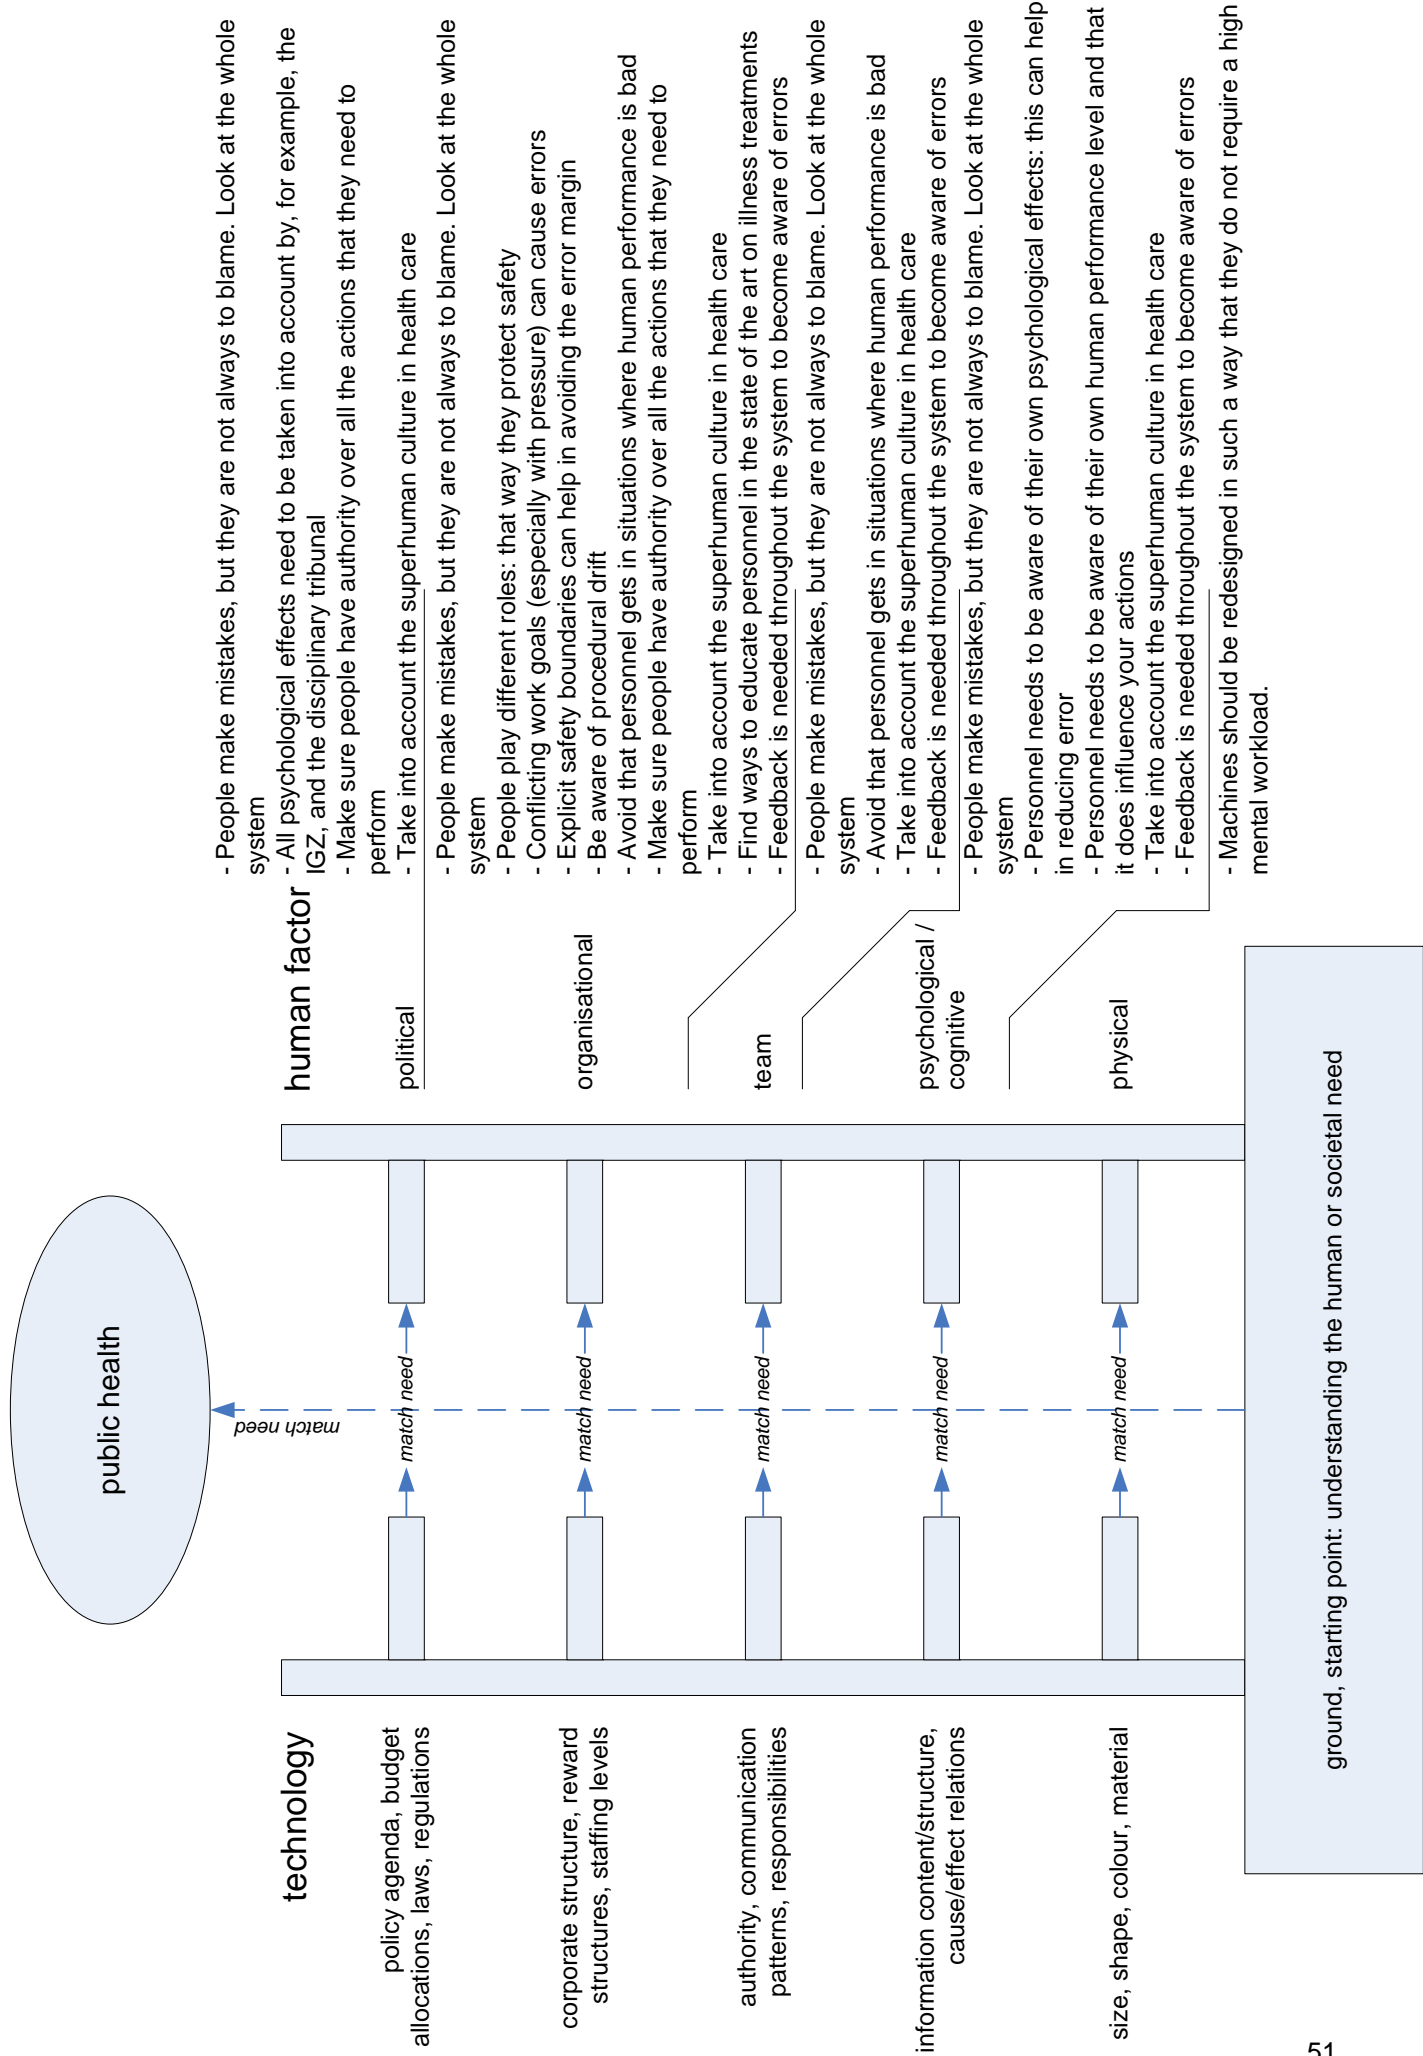 public health
match need
technology
human factor
policy agenda, budget
allocations, laws, regulations
match need
political
- People make mistakes, but they are not always to blame. Look at the whole
system
- All psychological effects need to be taken into account by, for example, the
IGZ, and the disciplinary tribunal
- Make sure people have authority over all the actions that they need to
perform
- Take into account the superhuman culture in health care
corporate structure, reward
structures, staffing levels
match need
organisational
- People make mistakes, but they are not always to blame. Look at the whole
system
- People play different roles: that way they protect safety
- Conflicting work goals (especially with pressure) can cause errors
- Explicit safety boundaries can help in avoiding the error margin
- Be aware of procedural drift
- Avoid that personnel gets in situations where human performance is bad
- Make sure people have authority over all the actions that they need to
perform
- Take into account the superhuman culture in health care
- Find ways to educate personnel in the state of the art on illness treatments
- Feedback is needed throughout the system to become aware of errors
authority, communication
patterns, responsibilities
match need
team
- People make mistakes, but they are not always to blame. Look at the whole
system
- Avoid that personnel gets in situations where human performance is bad
- Take into account the superhuman culture in health care
- Feedback is needed throughout the system to become aware of errors
information content/structure,
cause/effect relations
match need
psychological /
cognitive
- People make mistakes, but they are not always to blame. Look at the whole
system
- Personnel needs to be aware of their own psychological effects: this can help
in reducing error
- Personnel needs to be aware of their own human performance level and that
it does influence your actions
- Take into account the superhuman culture in health care
- Feedback is needed throughout the system to become aware of errors
size, shape, colour, material
match need
physical
- Machines should be redesigned in such a way that they do not require a high
mental workload.
ground, starting point: understanding the human or societal need
51